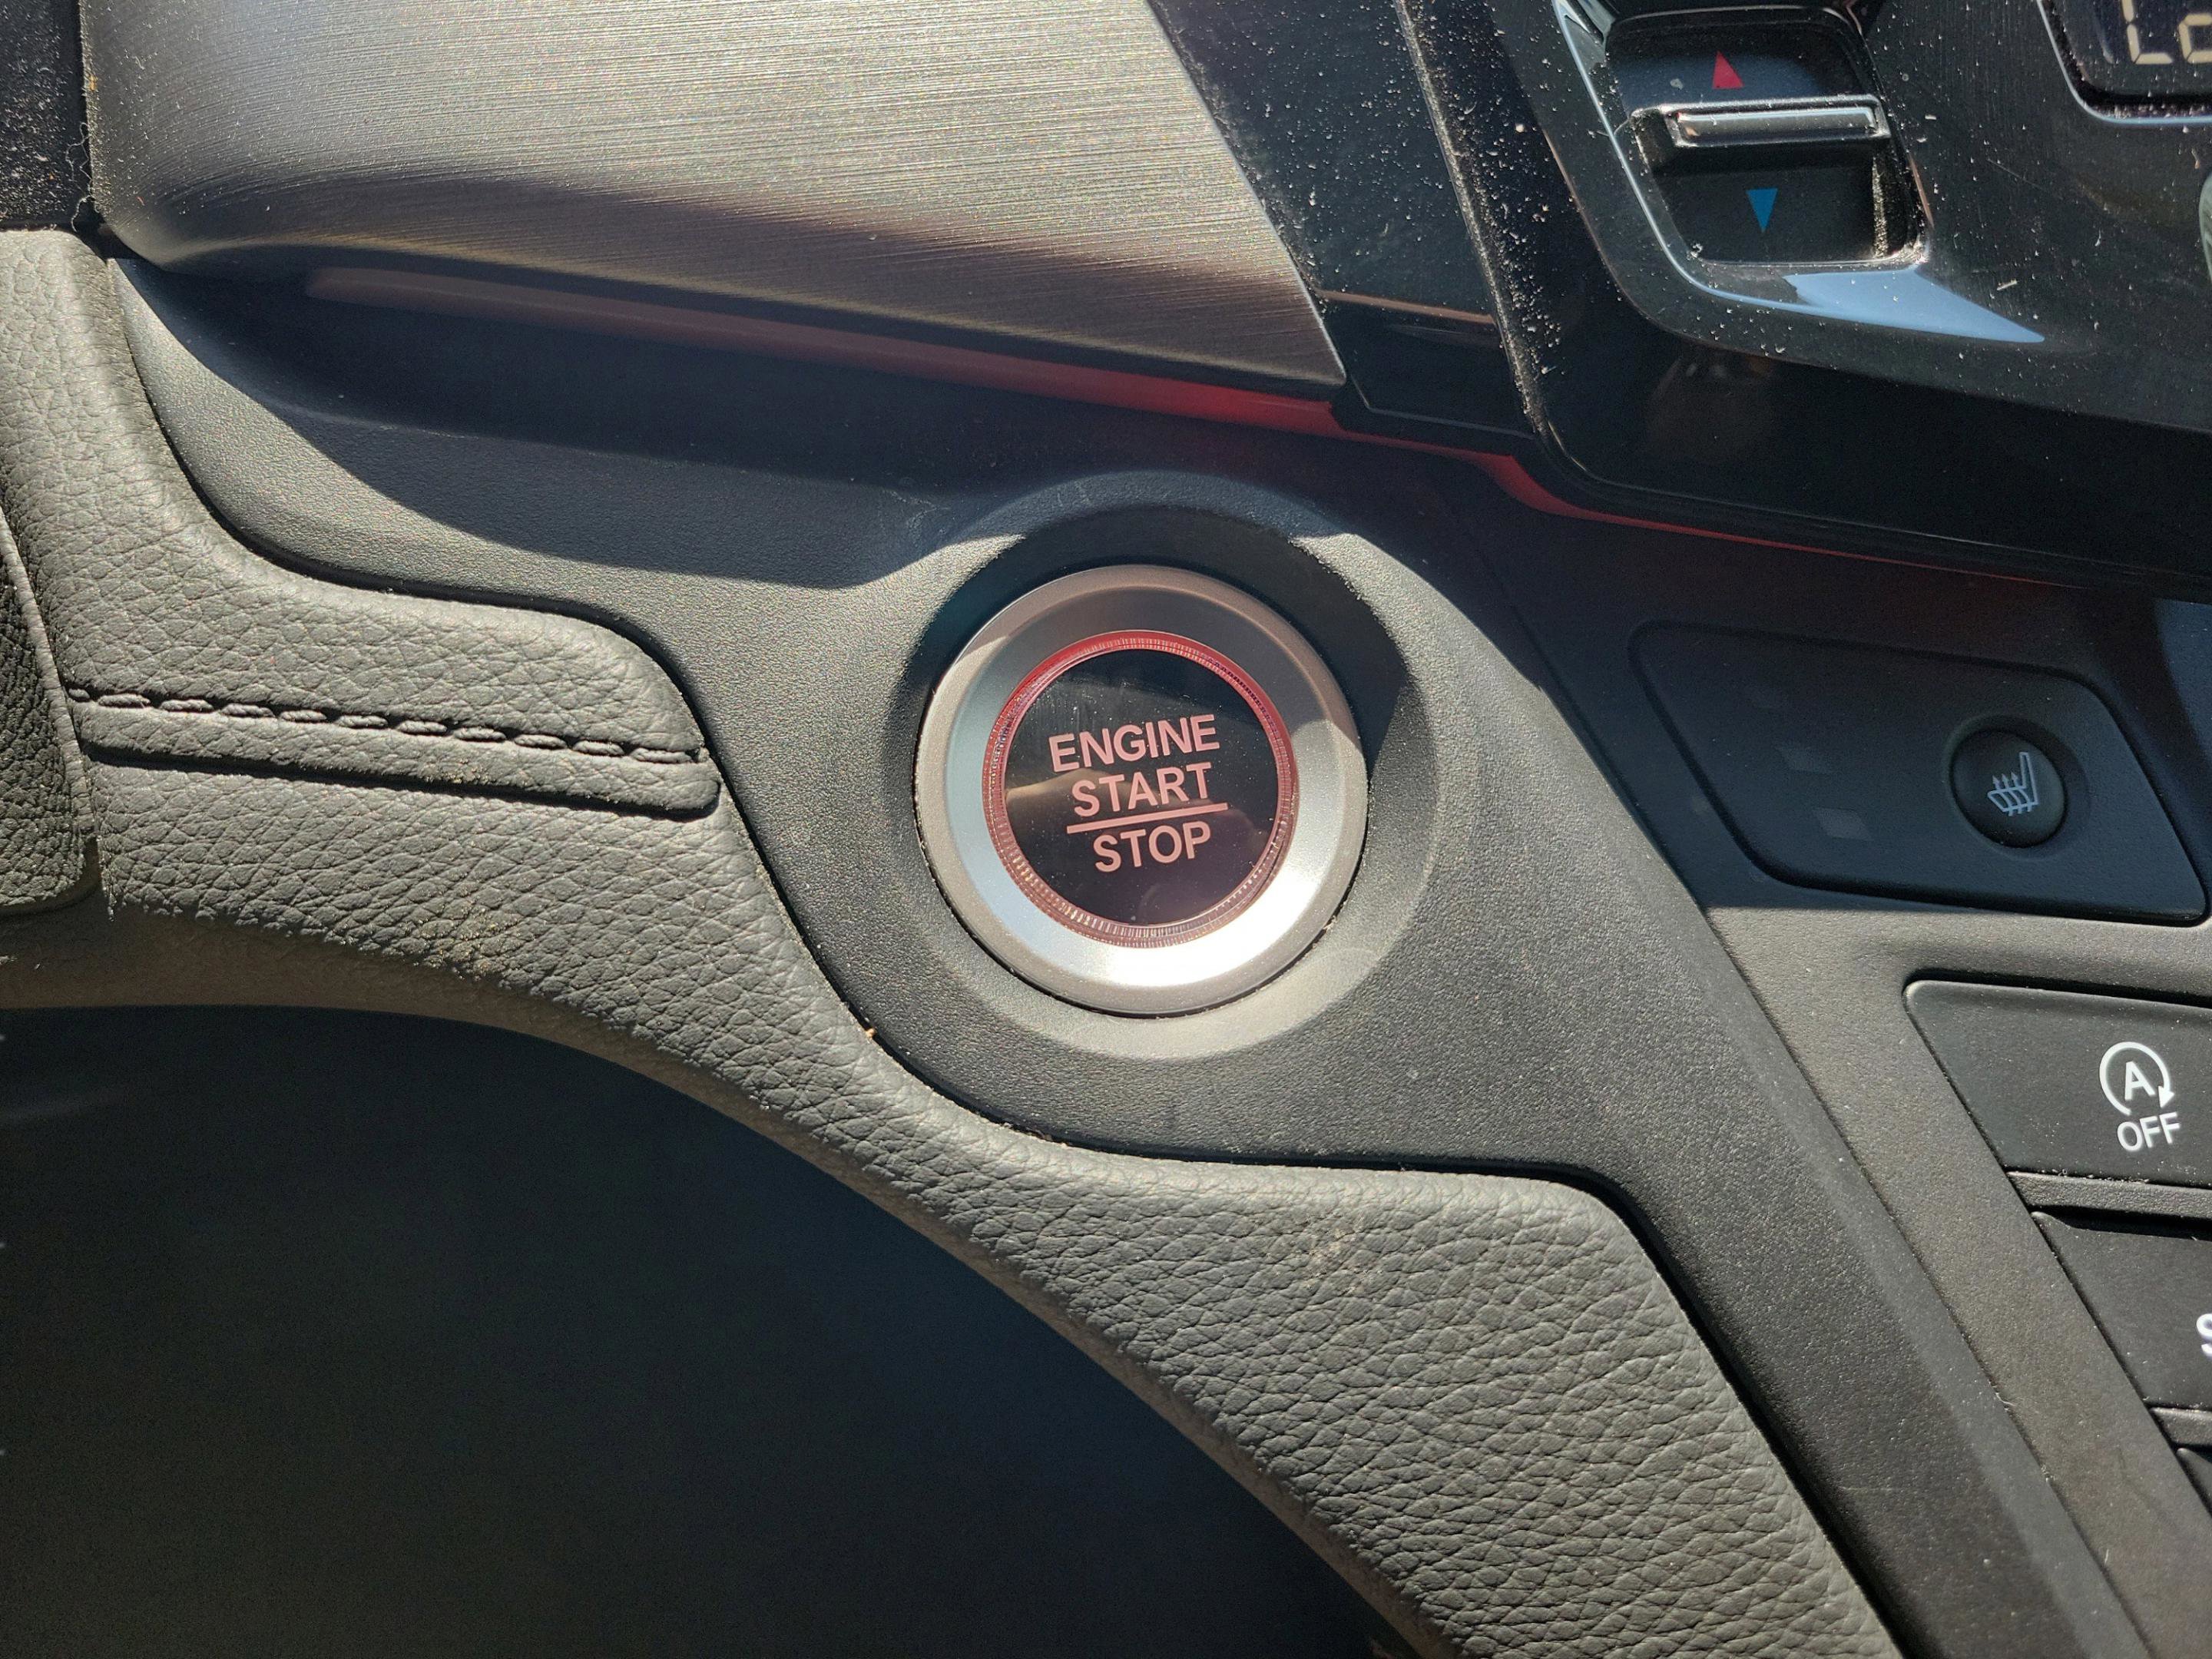 ENGINE
START
STOP
A
OFF